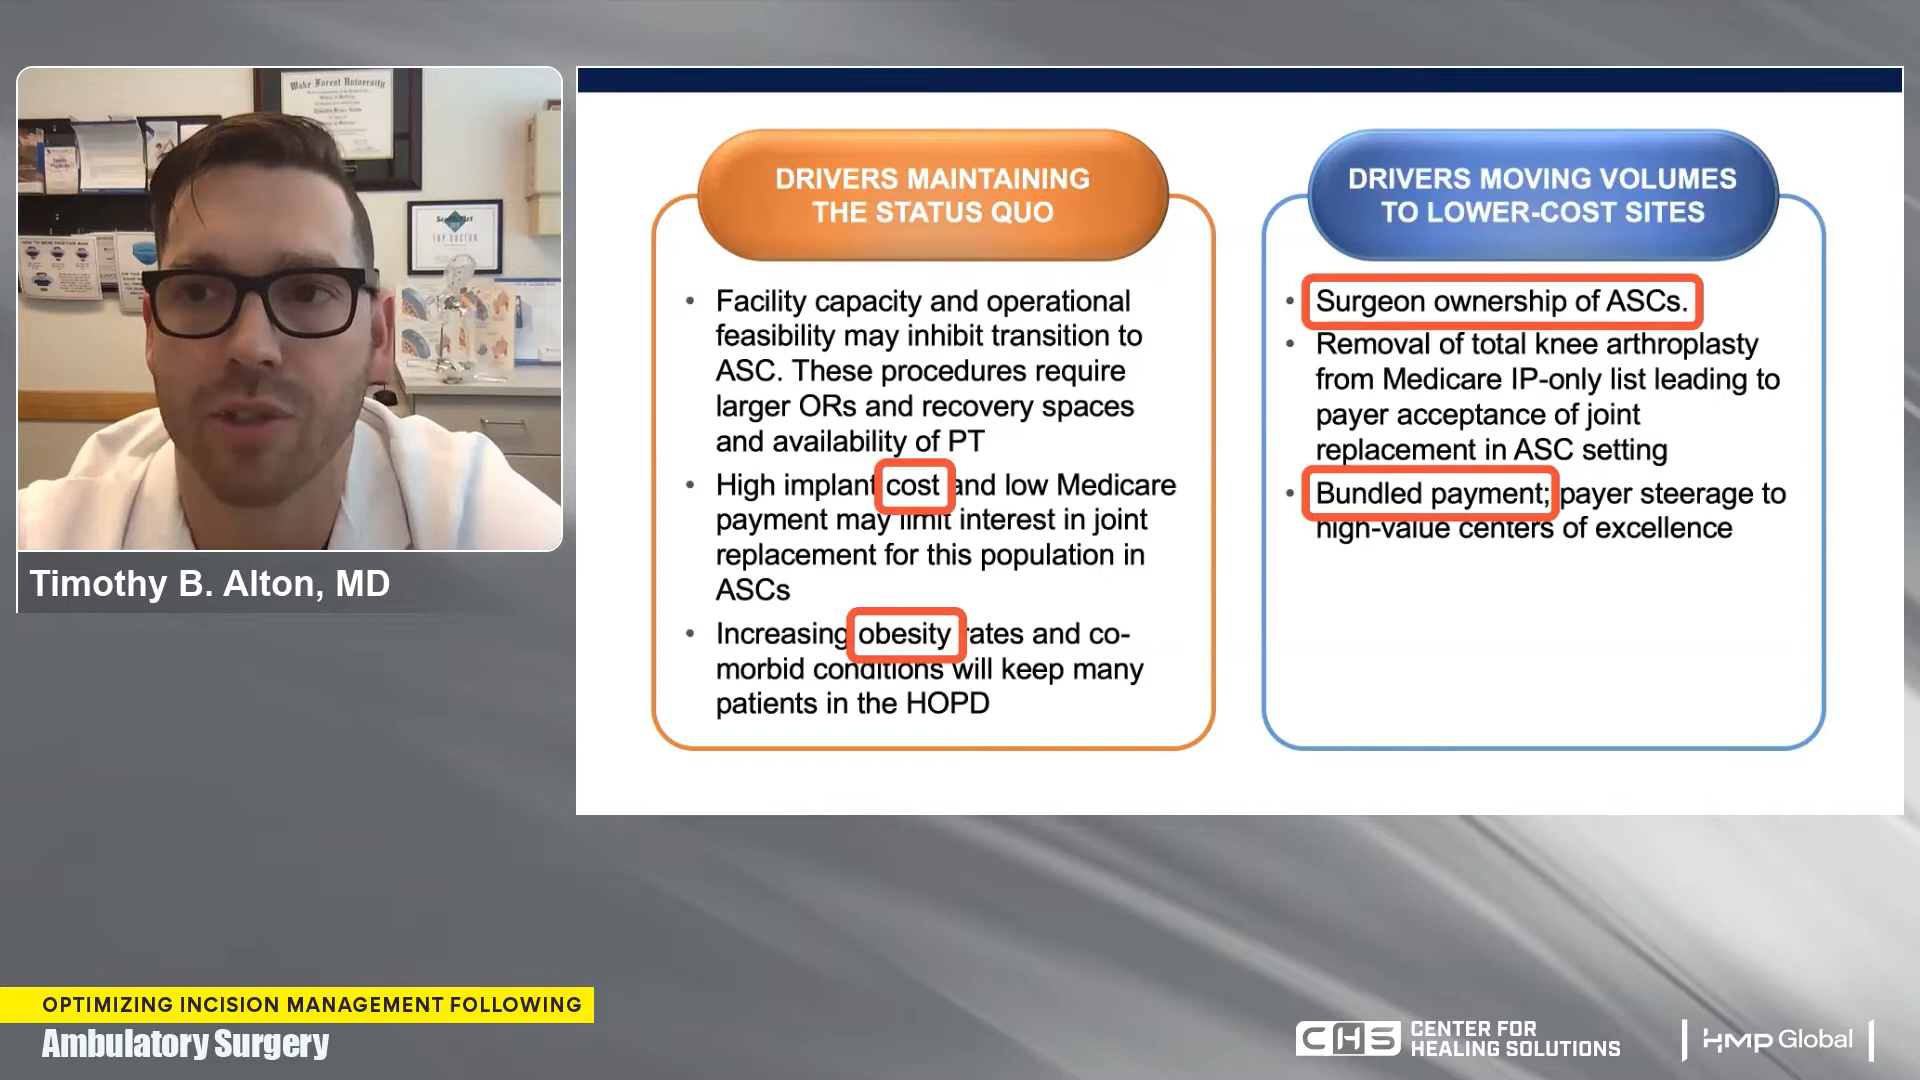 Wake Forest University
TOP DOCTOR
Timothy B. Alton, MD
DRIVERS MAINTAINING
THE STATUS QUO
• Facility capacity and operational
feasibility may inhibit transition to
ASC. These procedures require
larger ORs and recovery spaces
and availability of PT
• High implant cost and low Medicare
payment may limit interest in joint
replacement for this population in
ASCs
• Increasing obesity rates and co-
morbid conditions will keep many
patients in the HOPD
DRIVERS MOVING VOLUMES
TO LOWER-COST SITES
• Surgeon ownership of ASCs.
• Removal of total knee arthroplasty
from Medicare IP-only list leading to
payer acceptance of joint
replacement in ASC setting
• Bundled payment; payer steerage to
high-value centers of excellence
OPTIMIZING INCISION MANAGEMENT FOLLOWING
Ambulatory Surgery
CHS CENTER FOR
HEALING SOLUTIONS
HMP Global